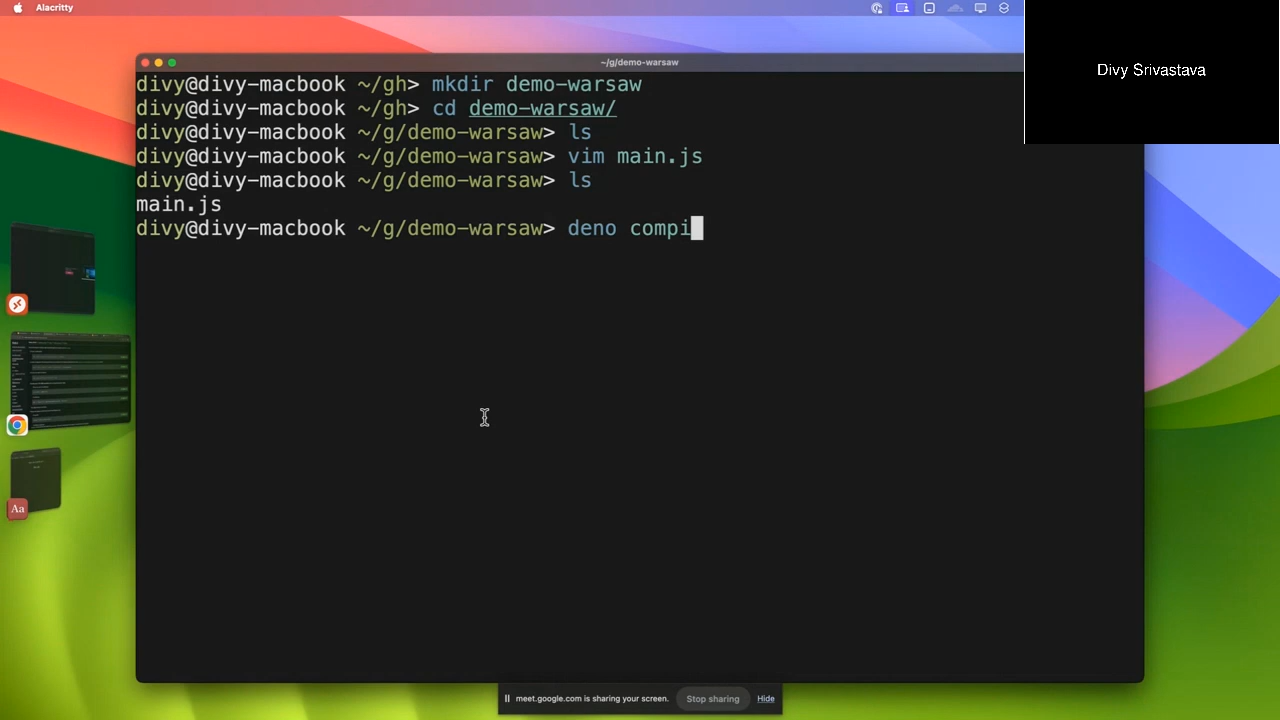 Alacritty
Divy Srivastava
~/g/demo-warsaw
divy@divy-macbook ~/gh> mkdir demo-warsaw
divy@divy-macbook ~/gh> cd demo-warsaw/
divy@divy-macbook ~/g/demo-warsaw> ls
divy@divy-macbook ~/g/demo-warsaw> vim main.js
divy@divy-macbook ~/g/demo-warsaw> ls
main.js
divy@divy-macbook ~/g/demo-warsaw> deno compi
Aa
meet.google.com is sharing your screen. Stop sharing Hide